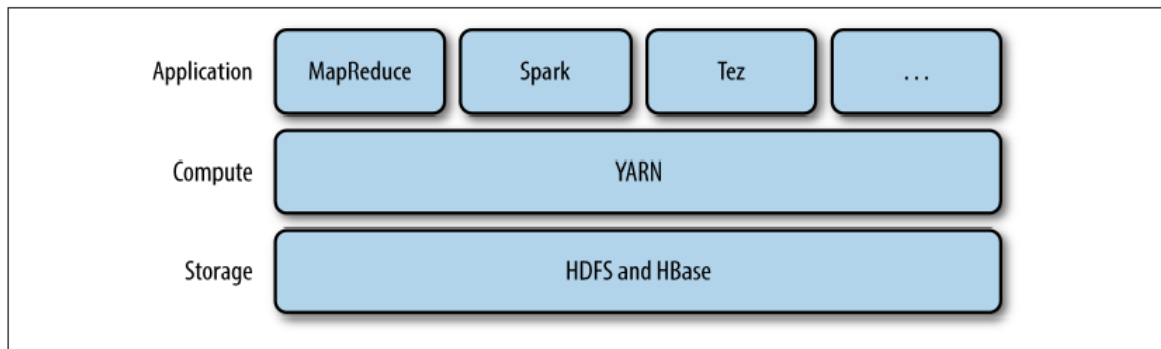 Application MapReduce Spark Tez ...
Compute YARN
Storage HDFS and HBase